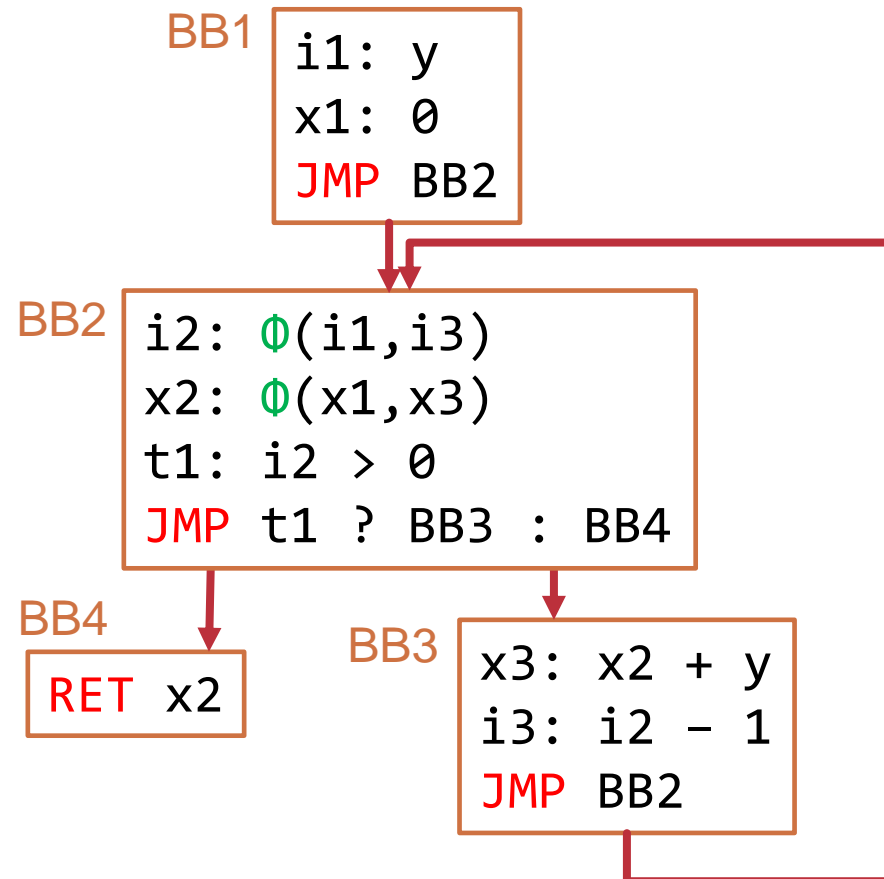 BB1
i1: y
x1: 0
JMP BB2
BB2
i2: Φ(i1,i3)
x2: Φ(x1,x3)
t1: i2 > 0
JMP t1 ? BB3 : BB4
BB4
RET x2
BB3
x3: x2 + y
i3: i2 − 1
JMP BB2